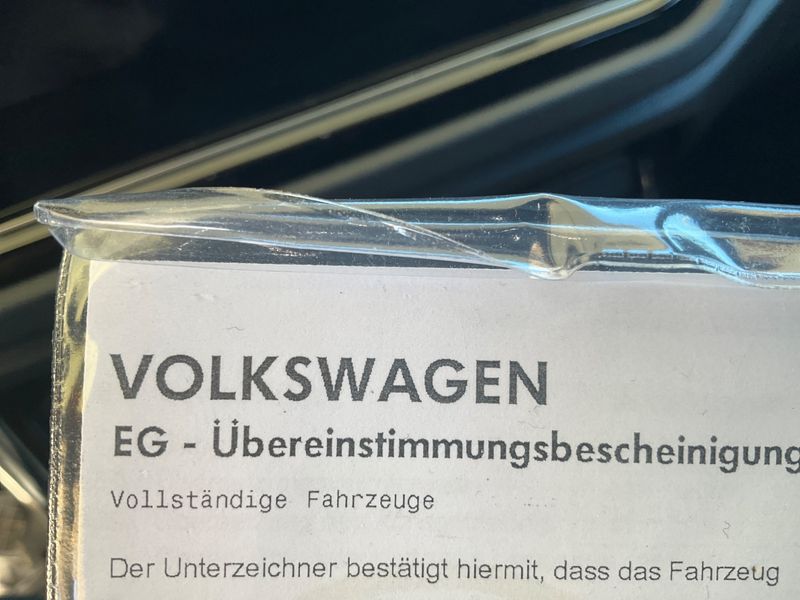 VOLKSWAGEN
EG - Übereinstimmungsbescheinigung
Vollständige Fahrzeuge
Der Unterzeichner bestätigt hiermit, dass das Fahrzeug